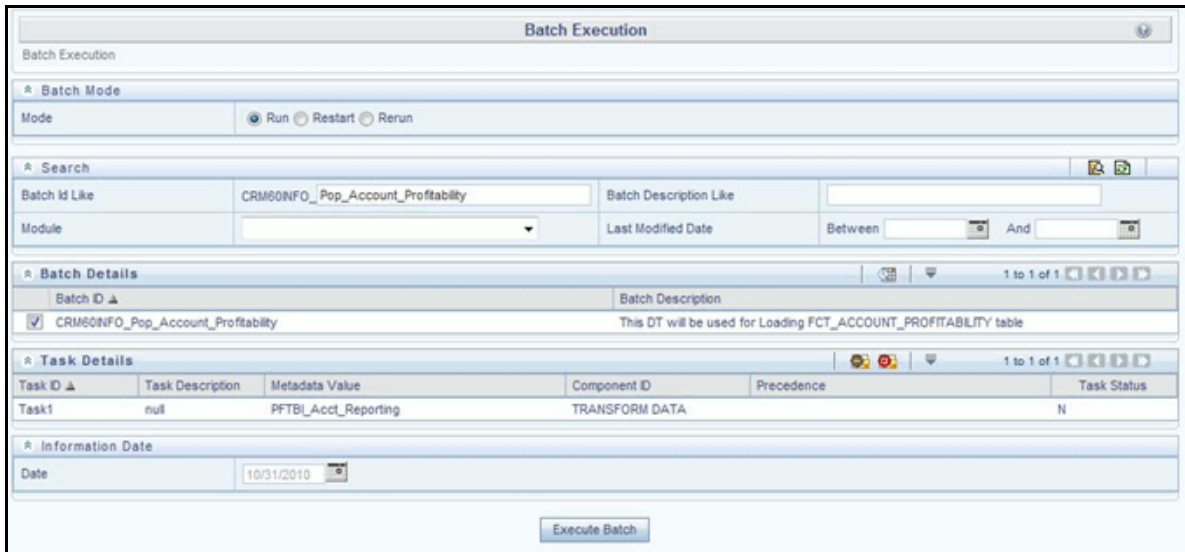 Batch Execution
Batch Execution
Batch Mode
Mode Run Restart Rerun
Search
Batch Id Like CRM60INFO_ Pop_Account_Profitability Batch Description Like
Module Last Modified Date Between And
Batch Details 1 to 1 of 1
Batch ID Batch Description
CRM60INFO_Pop_Account_Profitability This DT will be used for Loading FCT_ACCOUNT_PROFITABILITY table
Task Details 1 to 1 of 1
Task ID Task Description Metadata Value Component ID Precedence Task Status
Task1 null PFTBI_Acct_Reporting TRANSFORM DATA N
Information Date
Date 10/31/2010
Execute Batch